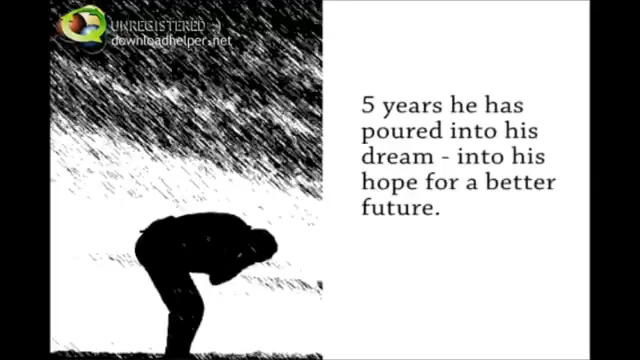 UNREGISTERED :)
downloadhelper.net
5 years he has
poured into his
dream - into his
hope for a better
future.